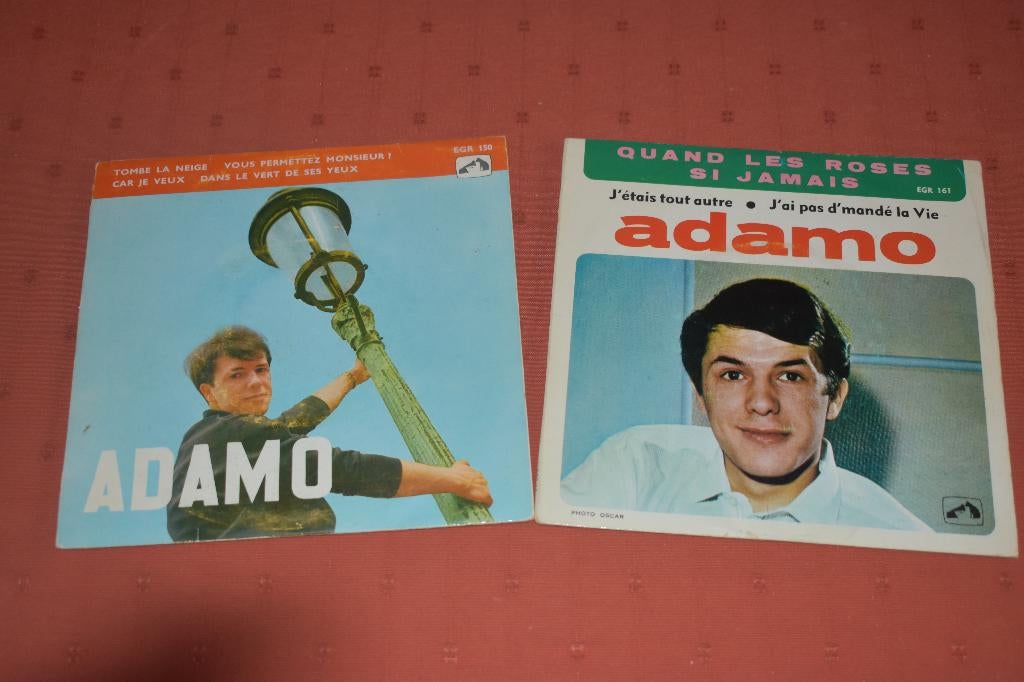 TOMBE LA NEIGE VOUS PERMETTEZ MONSIEUR ?
CAR JE VEUX DANS LE VERT DE SES YEUX
EGR 150
ADAMO
QUAND LES ROSES
SI JAMAIS
EGR 161
J'étais tout autre ● J'ai pas d'mandé la Vie
adamo
PHOTO OSCAR